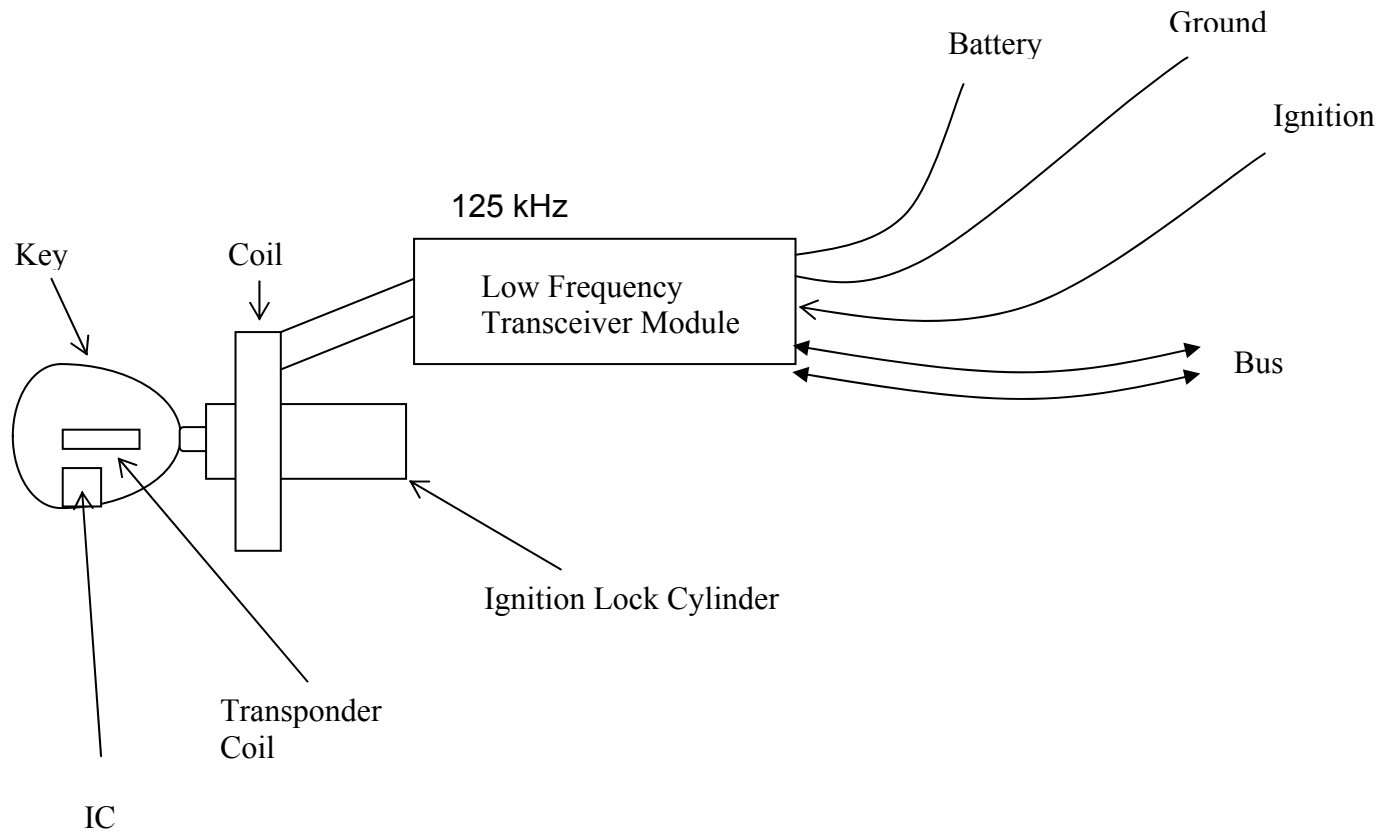 Ground
Battery
Ignition
125 kHz
Key
Coil
Low Frequency
Transceiver Module
Bus
Ignition Lock Cylinder
Transponder
Coil
IC